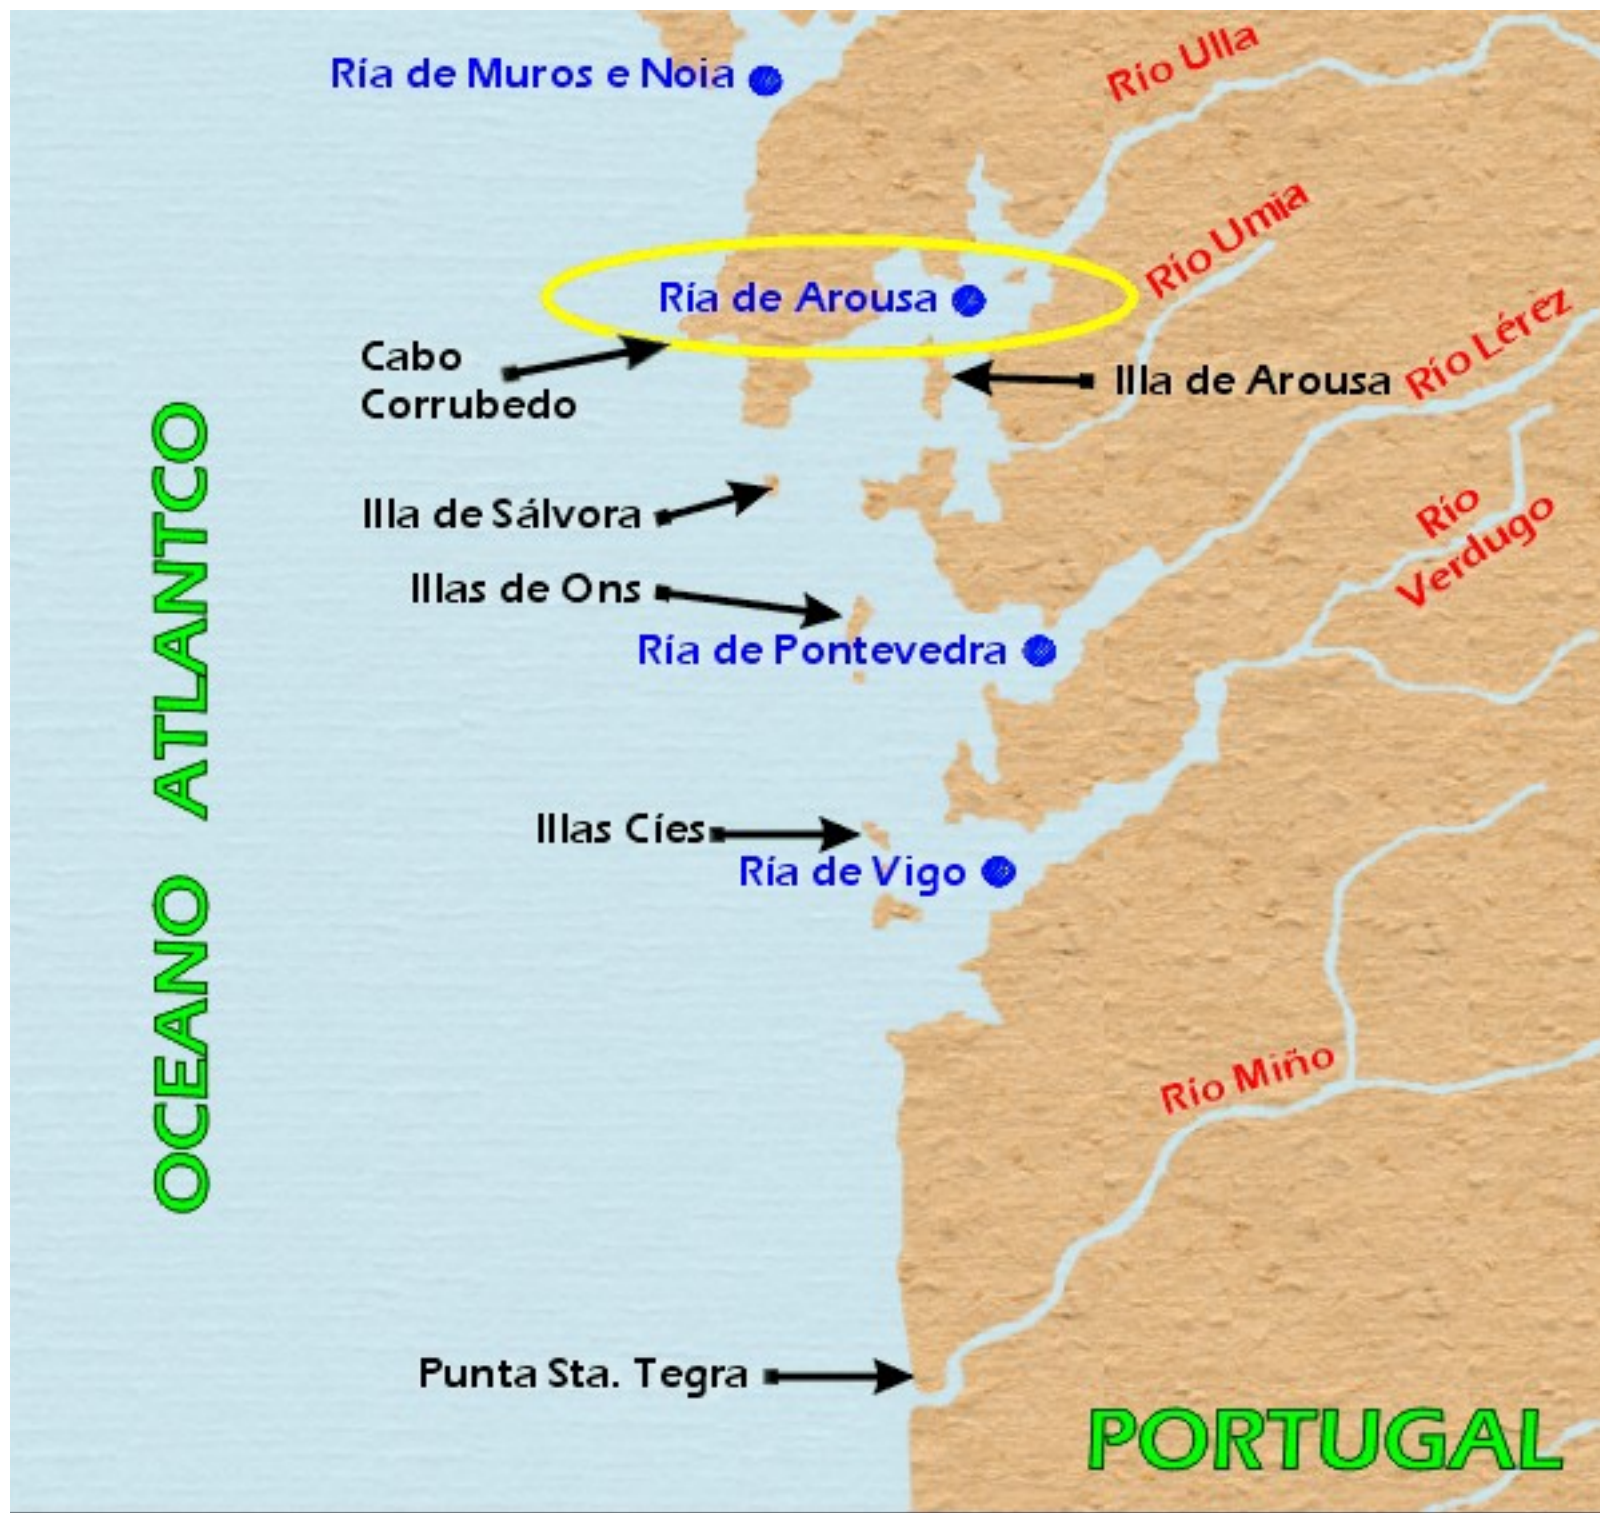 Río Ulla
Ría de Muros e Noia
Río Umia
Ría de Arousa
Río Lérez
Cabo
Corrubedo
Illa de Arousa
Illa de Sálvora
Río
Verdugo
Illas de Ons
Ría de Pontevedra
OCEANO ATLANTCO
Illas Cíes
Ría de Vigo
Río Miño
Punta Sta. Tegra
PORTUGAL